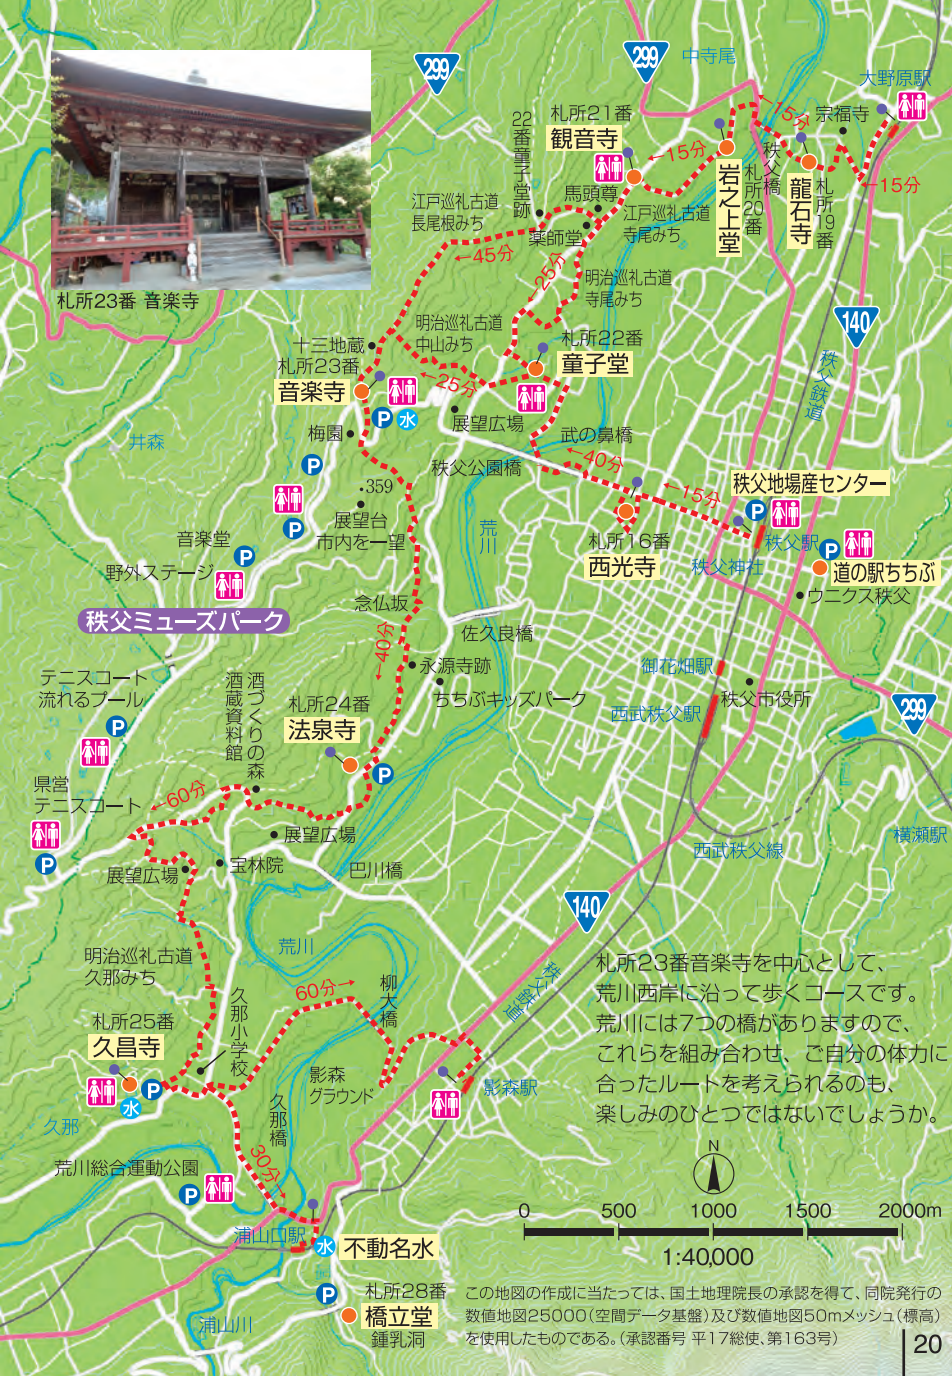 299
299
中寺尾
大野原駅
札所21番
観音寺
22番童子堂跡
←15分
←15分
宗福寺
秩父橋
←15分
岩之上堂
札所20番
龍石寺
札所19番
馬頭尊
江戸巡礼古道
長尾根みち
江戸巡礼古道
寺尾みち
薬師堂
←45分
←25分
明治巡礼古道
寺尾みち
札所23番 音楽寺
140
明治巡礼古道
中山みち
札所22番
童子堂
十三地蔵
札所23番
音楽寺
←25分
秩父鉄道
P
水
展望広場
梅園
井森
武の鼻橋
P
秩父公園橋
←40分
←15分
秩父地場産センター
・359
展望台
市内を一望
P
荒川
P
秩父駅
P
音楽堂
P
札所16番
西光寺
秩父神社
道の駅ちちぶ
野外ステージ
ウニクス秩父
秩父ミューズパーク
念仏坂
佐久良橋
←40分
永源寺跡
御花畑駅
テニスコート
流れるプール
酒づくりの森
酒蔵資料館
札所24番
法泉寺
ちちぶキッズパーク
西武秩父駅
秩父市役所
299
P
P
県営
テニスコート
←60分
P
展望広場
西武秩父線
横瀬駅
展望広場
宝林院
巴川橋
140
荒川
明治巡礼古道
久那みち
60分→
柳大橋
秩父鉄道
札所23番音楽寺を中心として、
荒川西岸に沿って歩くコースです。
荒川には7つの橋がありますので、
これらを組み合わせ、ご自分の体力に
合ったルートを考えられるのも、
楽しみのひとつではないでしょうか。
札所25番
久昌寺
久那小学校
P
水
久那
影森
グラウンド
影森駅
久那橋
30分→
荒川総合運動公園
P
N
0 500 1000 1500 2000m
1:40,000
浦山口駅
水
不動名水
P
札所28番
橋立堂
鍾乳洞
浦山川
この地図の作成に当たっては、国土地理院長の承認を得て、同院発行の
数値地図25000(空間データ基盤)及び数値地図50mメッシュ(標高)
を使用したものである。(承認番号 平17総使、第163号)
20